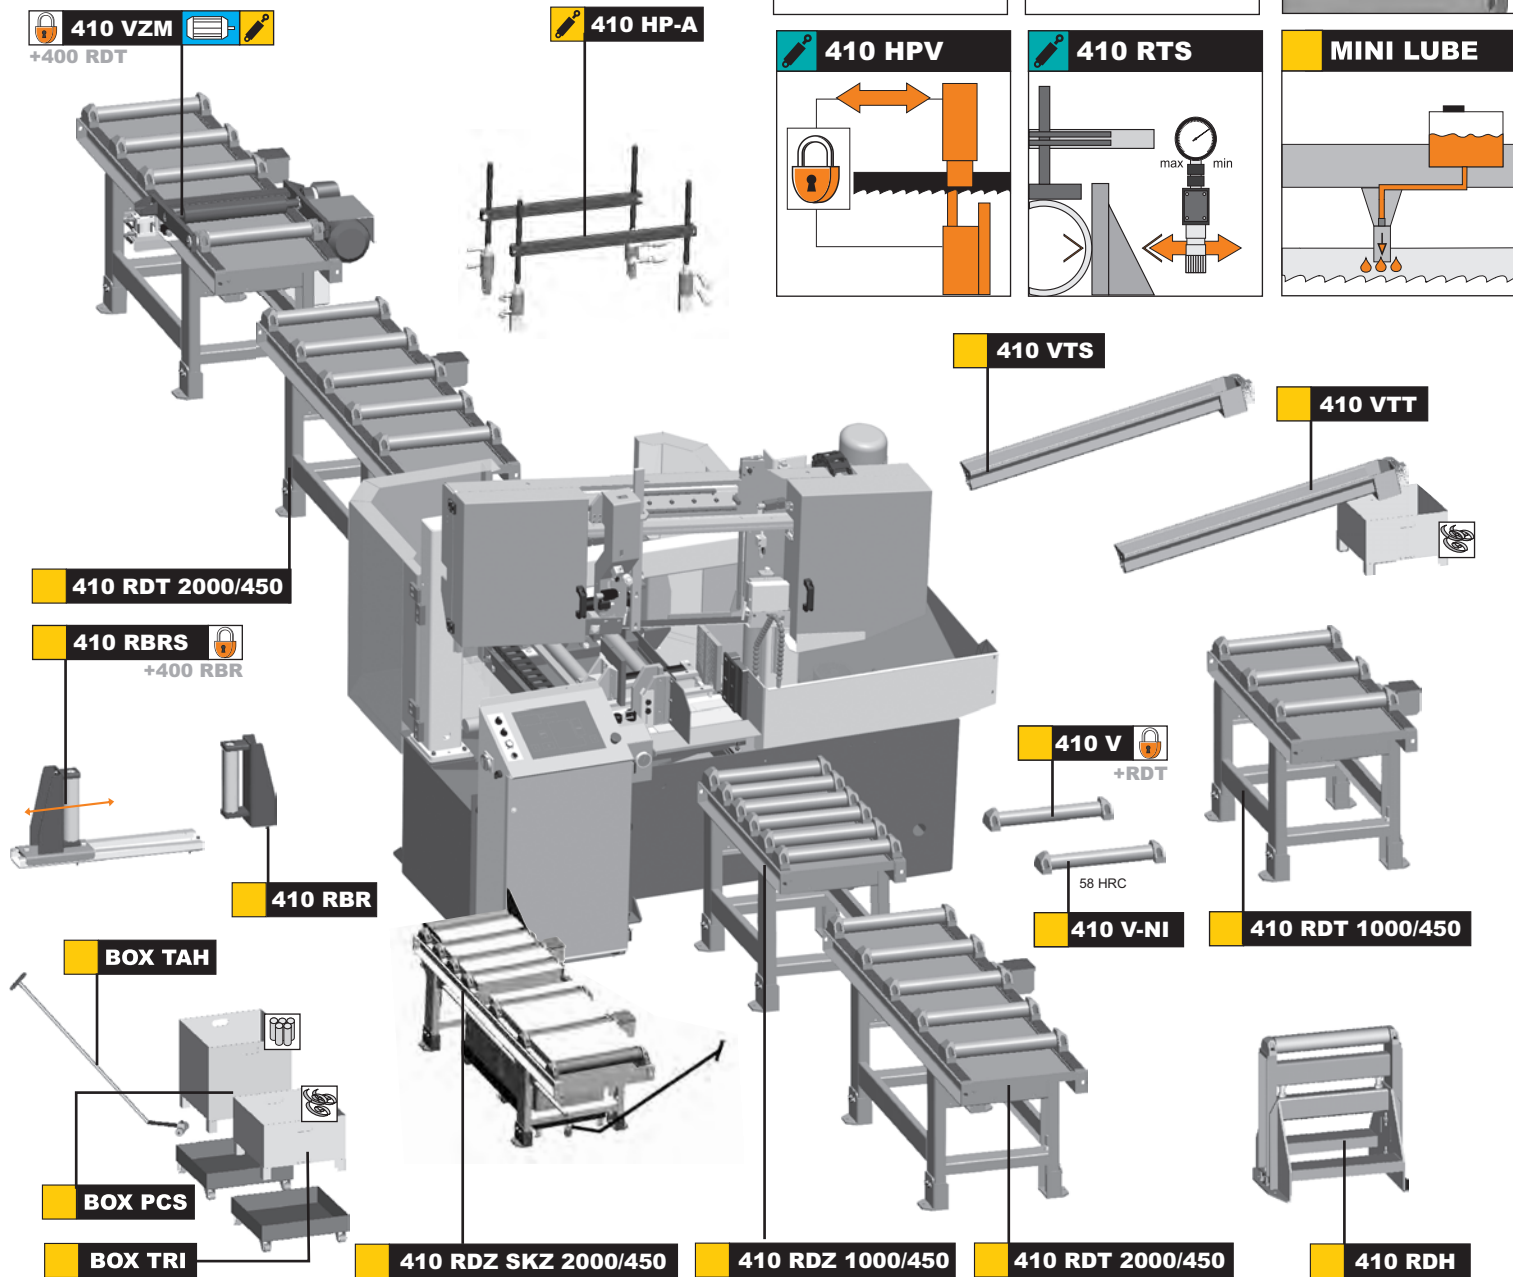 410 VZM
+400 RDT
410 HP-A
410 HPV
410 RTS
MINI LUBE
max
min
410 VTS
410 VTT
410 RDT 2000/450
410 RBRS
+400 RBR
410 V
+RDT
58 HRC
410 RBR
410 V-NI
410 RDT 1000/450
BOX TAH
BOX PCS
BOX TRI
410 RDZ SKZ 2000/450
410 RDZ 1000/450
410 RDT 2000/450
410 RDH